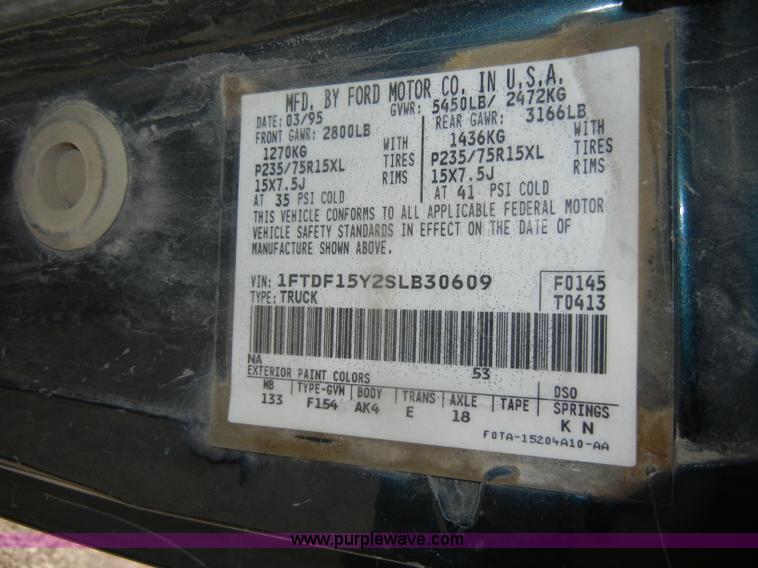 MFD. BY FORD MOTOR CO. IN U.S.A.
DATE: 03/95 GVWR: 5450LB/ 2472KG
FRONT GAWR: 2800LB REAR GAWR: 3166LB
1270KG WITH 1436KG WITH
P235/75R15XL TIRES P235/75R15XL TIRES
15X7.5J RIMS 15X7.5J RIMS
AT 35 PSI COLD AT 41 PSI COLD
THIS VEHICLE CONFORMS TO ALL APPLICABLE FEDERAL MOTOR
VEHICLE SAFETY STANDARDS IN EFFECT ON THE DATE OF
MANUFACTURE SHOWN ABOVE.
VIN: 1FTDF15Y2SLB30609 F0145
TYPE: TRUCK T0413
NA 53
EXTERIOR PAINT COLORS DSO
WB TYPE-GVM BODY TRANS AXLE TAPE SPRINGS
133 F154 AK4 E 18 K N
F0TA-15204A10-AA
www.purplewave.com